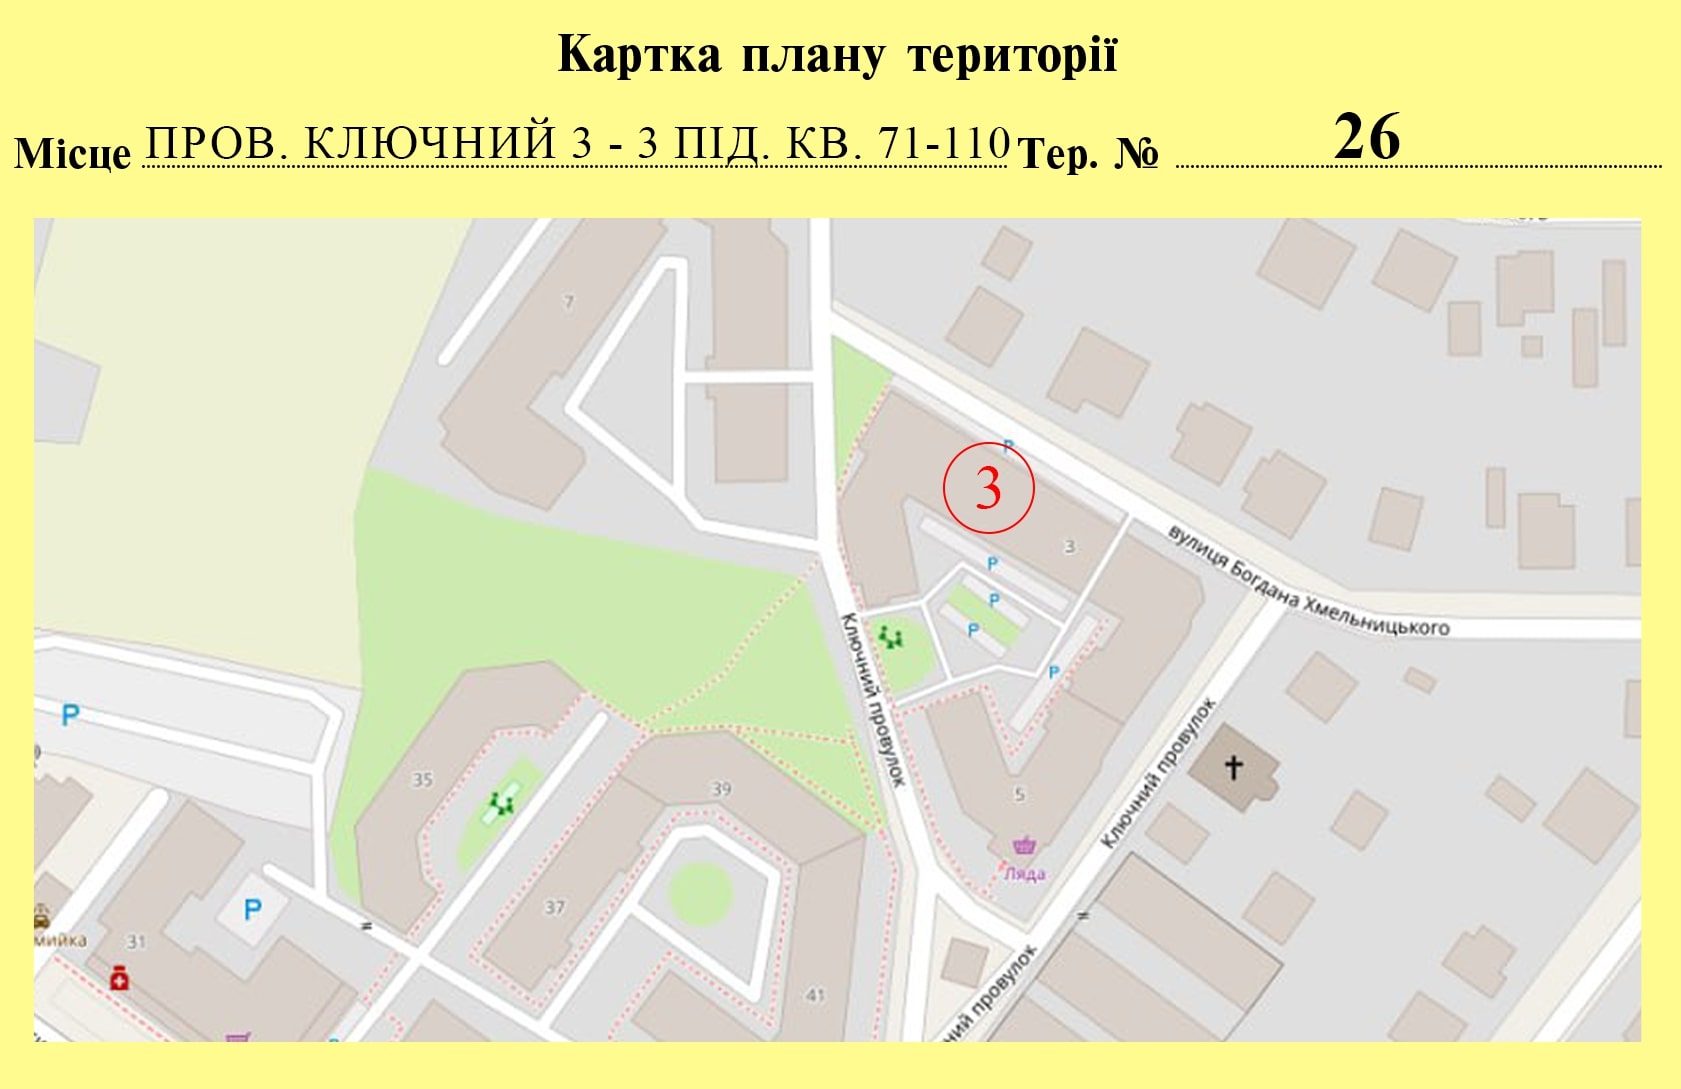 Картка плану території
Місце ПРОВ. КЛЮЧНИЙ 3 - 3 ПІД. КВ. 71-110 Тер. № 26
7
P
3
3
P
P
P
P
вулиця Богдана Хмельницького
Ключний провулок
Ключний провулок
P
35
39
5
Ляда
37
P
31
мийка
41
ний провулок